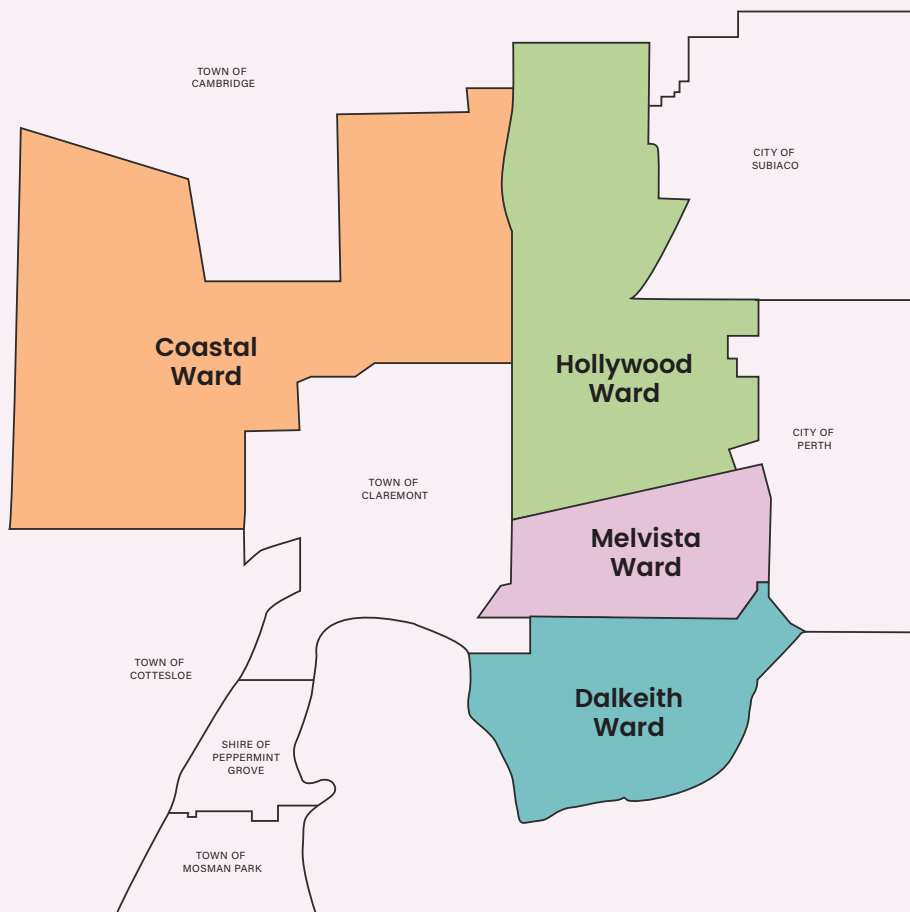 TOWN OF
CAMBRIDGE
CITY OF
SUBIACO
Coastal
Ward
Hollywood
Ward
CITY OF
PERTH
TOWN OF
CLAREMONT
Melvista
Ward
TOWN OF
COTTESLOE
Dalkeith
Ward
SHIRE OF
PEPPERMINT
GROVE
TOWN OF
MOSMAN PARK